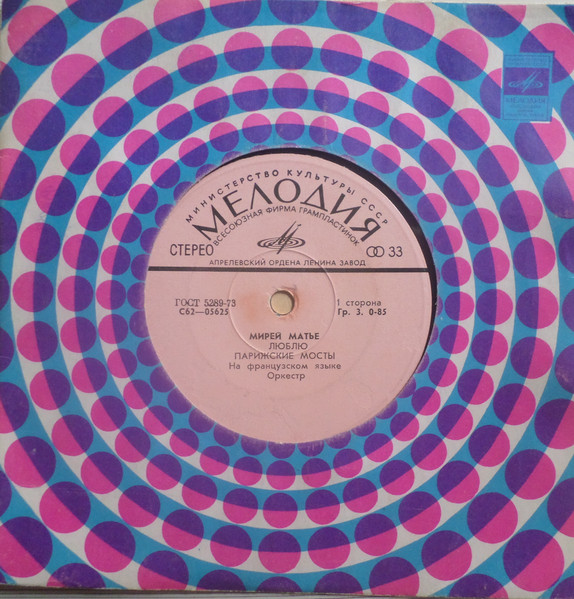 МИНИСТЕРСТВО КУЛЬТУРЫ СССР
МЕЛОДИЯ
ВСЕСОЮЗНАЯ ФИРМА ГРАМПЛАСТИНОК
СТЕРЕО
33
АПРЕЛЕВСКИЙ ОРДЕНА ЛЕНИНА ЗАВОД
ГОСТ 5289-73
С62—05625
1 сторона
Гр. 3. 0-85
МИРЕЙ МАТЬЕ
ЛЮБЛЮ
ПАРИЖСКИЕ МОСТЫ
На французском языке
Оркестр
МЕЛОДИЯ